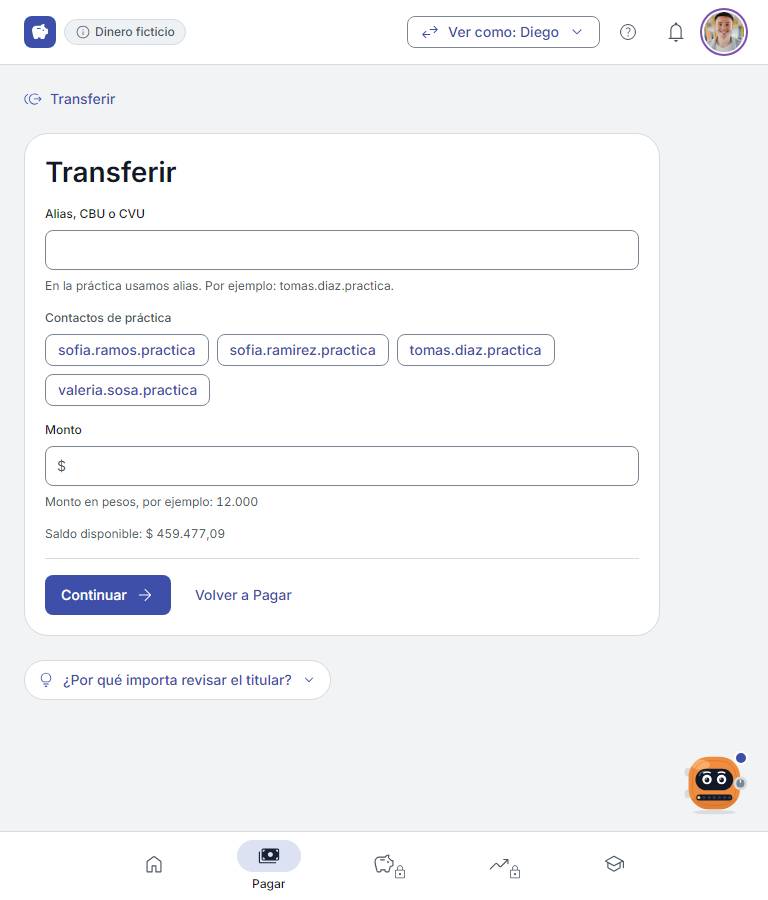 Dinero ficticio
Ver como: Diego
Transferir
Transferir
Alias, CBU o CVU
En la práctica usamos alias. Por ejemplo: tomas.diaz.practica.
Contactos de práctica
sofia.ramos.practica
sofia.ramirez.practica
tomas.diaz.practica
valeria.sosa.practica
Monto
$
Monto en pesos, por ejemplo: 12.000
Saldo disponible: $ 459.477,09
Continuar
Volver a Pagar
¿Por qué importa revisar el titular?
Pagar